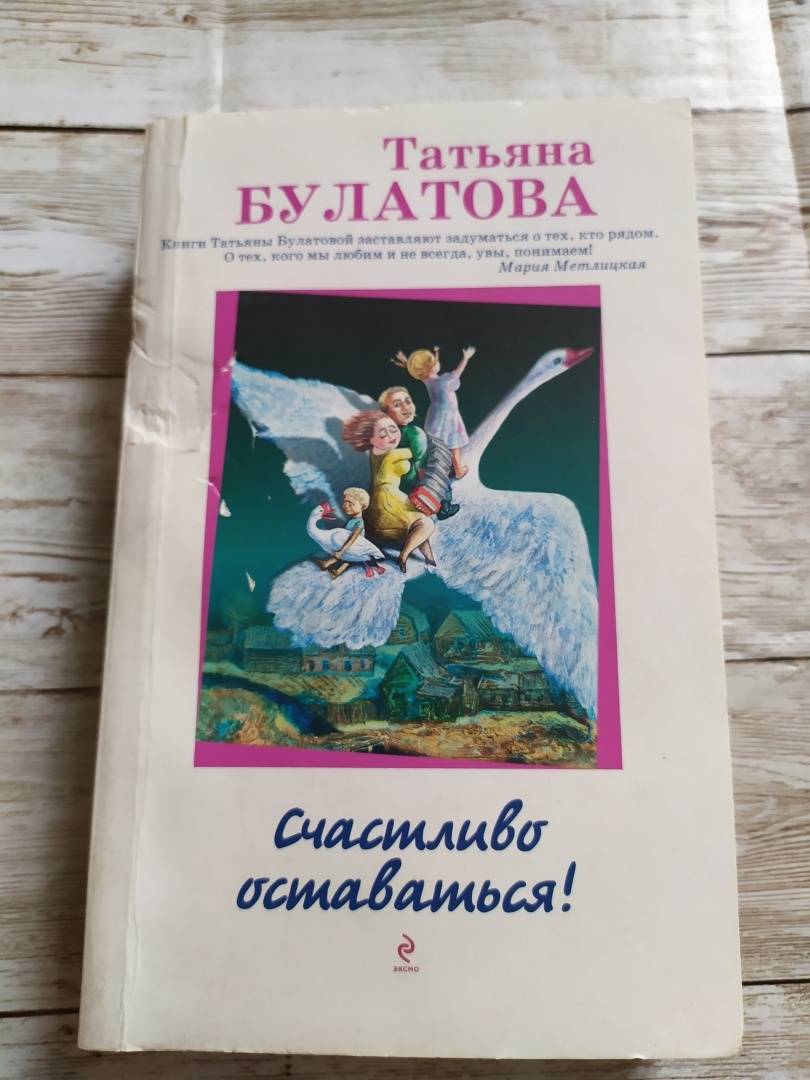 Татьяна
БУЛАТОВА
Книги Татьяны Булатовой заставляют задуматься о тех, кто рядом.
О тех, кого мы любим и не всегда, увы, понимаем!
Мария Метлицкая
Счастливо
оставаться!
ЭКСМО